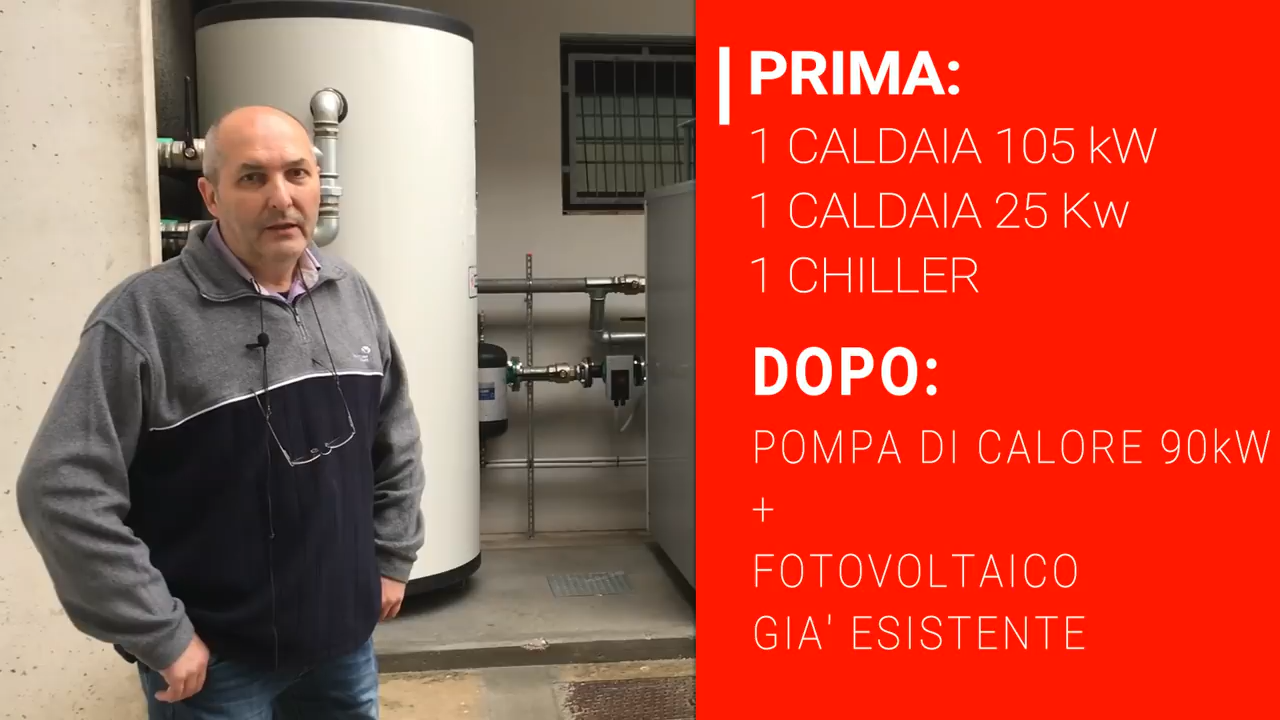 PRIMA:
1 CALDAIA 105 kW
1 CALDAIA 25 Kw
1 CHILLER
DOPO:
POMPA DI CALORE 90kW
+
FOTOVOLTAICO
GIA' ESISTENTE